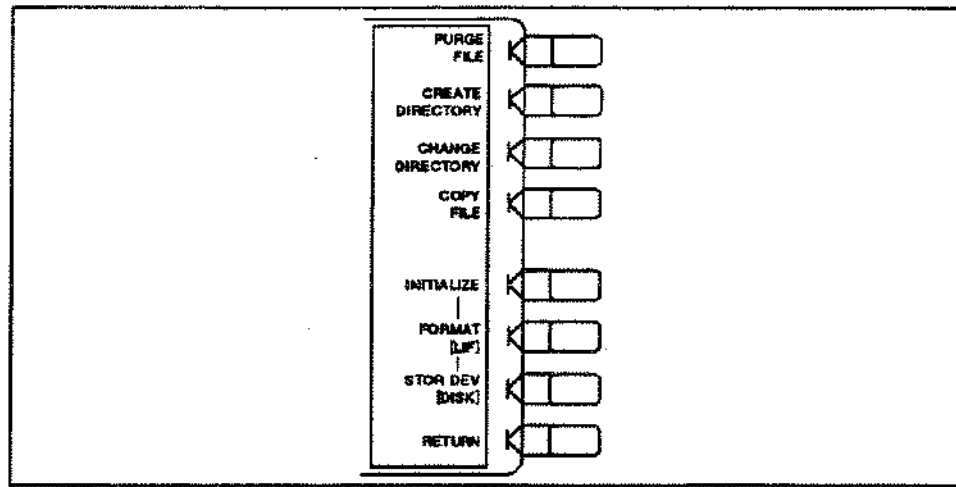 PURGE
FILE
CREATE
DIRECTORY
CHANGE
DIRECTORY
COPY
FILE
INITIALIZE
FORMAT
[LIF]
STOR DEV
[DISK]
RETURN